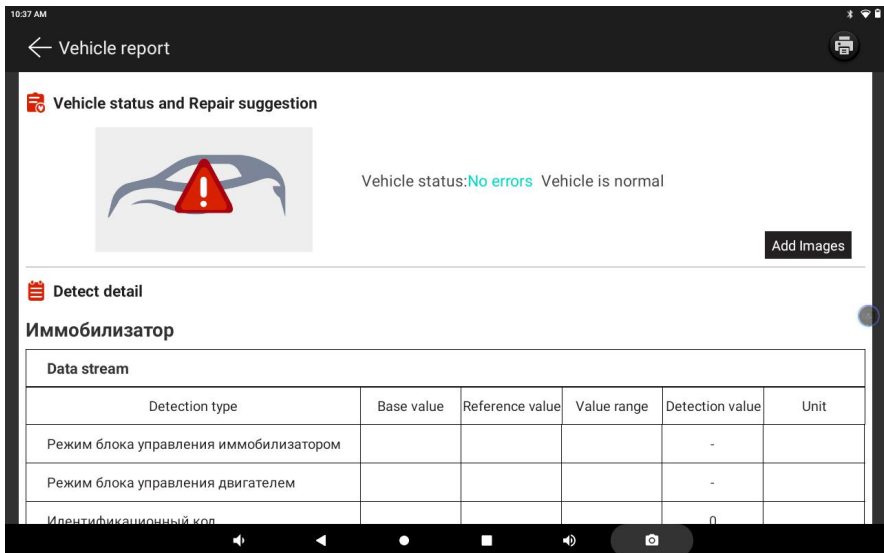 10:37 AM
Vehicle report
Vehicle status and Repair suggestion
Vehicle status:No errors Vehicle is normal
Add Images
Detect detail
Иммобилизатор
Data stream
Detection type Base value Reference value Value range Detection value Unit
Режим блока управления иммобилизатором -
Режим блока управления двигателем -
Идентификационный код 0